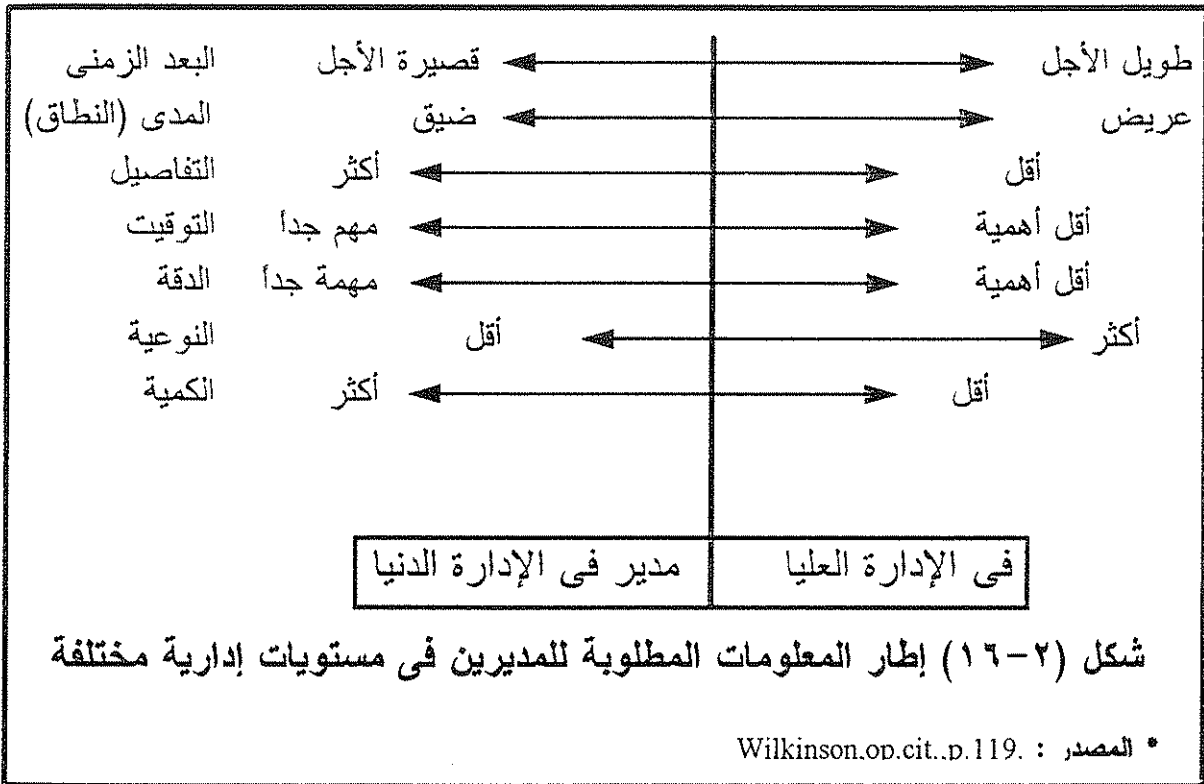 طويل الأجل قصيرة الأجل البعد الزمنى
عريض ضيق المدى (النطاق)
أقل أكثر التفاصيل
أقل أهمية مهم جداً التوقيت
أقل أهمية مهمة جداً الدقة
أكثر أقل النوعية
أقل أكثر الكمية
فى الإدارة العليا مدير فى الإدارة الدنيا
شكل (٢-١٦) إطار المعلومات المطلوبة للمديرين فى مستويات إدارية مختلفة
* المصدر : Wilkinson,op.cit.,p.119.